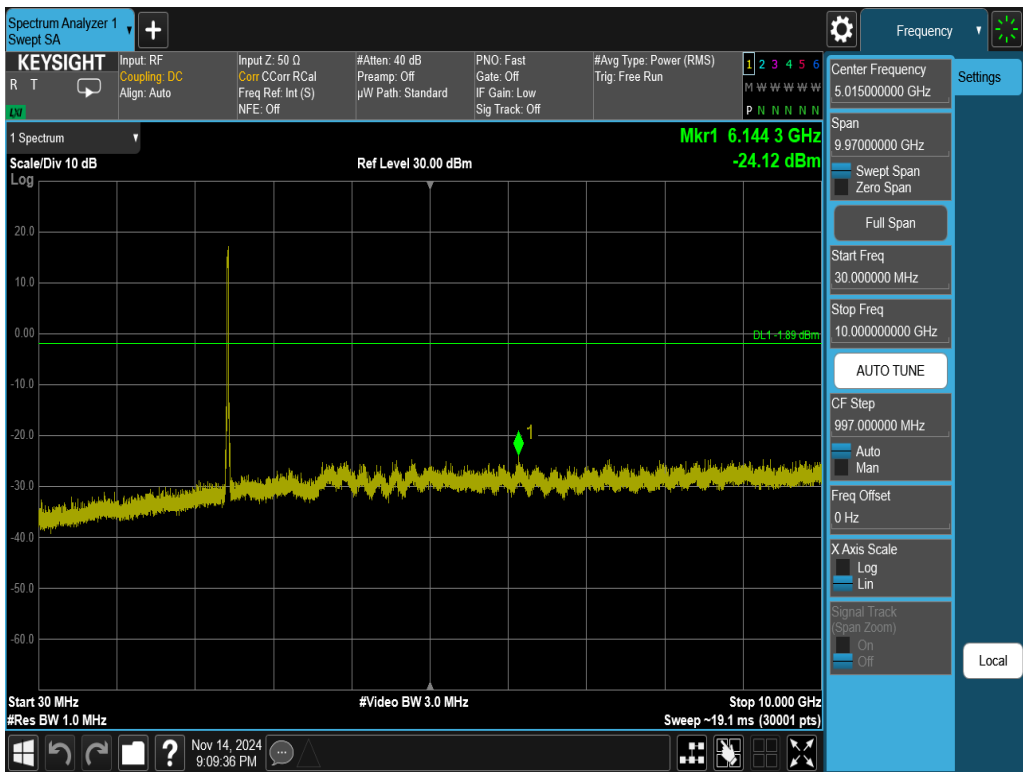 Spectrum Analyzer 1
Swept SA
Frequency
KEYSIGHT
R T
LXI
Input: RF
Coupling: DC
Align: Auto
Input Z: 50 Ω
Corr CCorr RCal
Freq Ref: Int (S)
NFE: Off
#Atten: 40 dB
Preamp: Off
µW Path: Standard
PNO: Fast
Gate: Off
IF Gain: Low
Sig Track: Off
#Avg Type: Power (RMS)
Trig: Free Run
1 2 3 4 5 6
M W W W W W
P N N N N N
1 Spectrum
Scale/Div 10 dB
Log
Ref Level 30.00 dBm
Mkr1 6.144 3 GHz
-24.12 dBm
20.0
10.0
0.00
-10.0
-20.0
-30.0
-40.0
-50.0
-60.0
DL1 -1.89 dBm
1
Start 30 MHz
#Res BW 1.0 MHz
#Video BW 3.0 MHz
Stop 10.000 GHz
Sweep ~19.1 ms (30001 pts)
Center Frequency
5.015000000 GHz
Settings
Span
9.97000000 GHz
Swept Span
Zero Span
Full Span
Start Freq
30.000000 MHz
Stop Freq
10.000000000 GHz
AUTO TUNE
CF Step
997.000000 MHz
Auto
Man
Freq Offset
0 Hz
X Axis Scale
Log
Lin
Signal Track
(Span Zoom)
On
Off
Local
?
Nov 14, 2024
9:09:36 PM